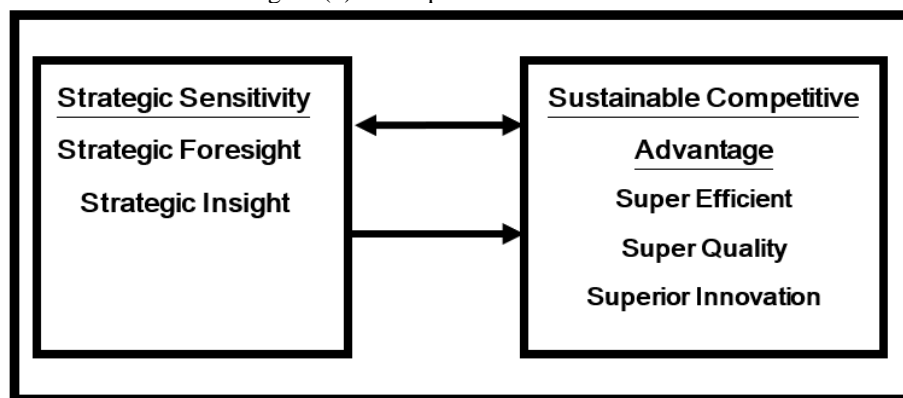 Strategic Sensitivity
Strategic Foresight
Strategic Insight
Sustainable Competitive
Advantage
Super Efficient
Super Quality
Superior Innovation